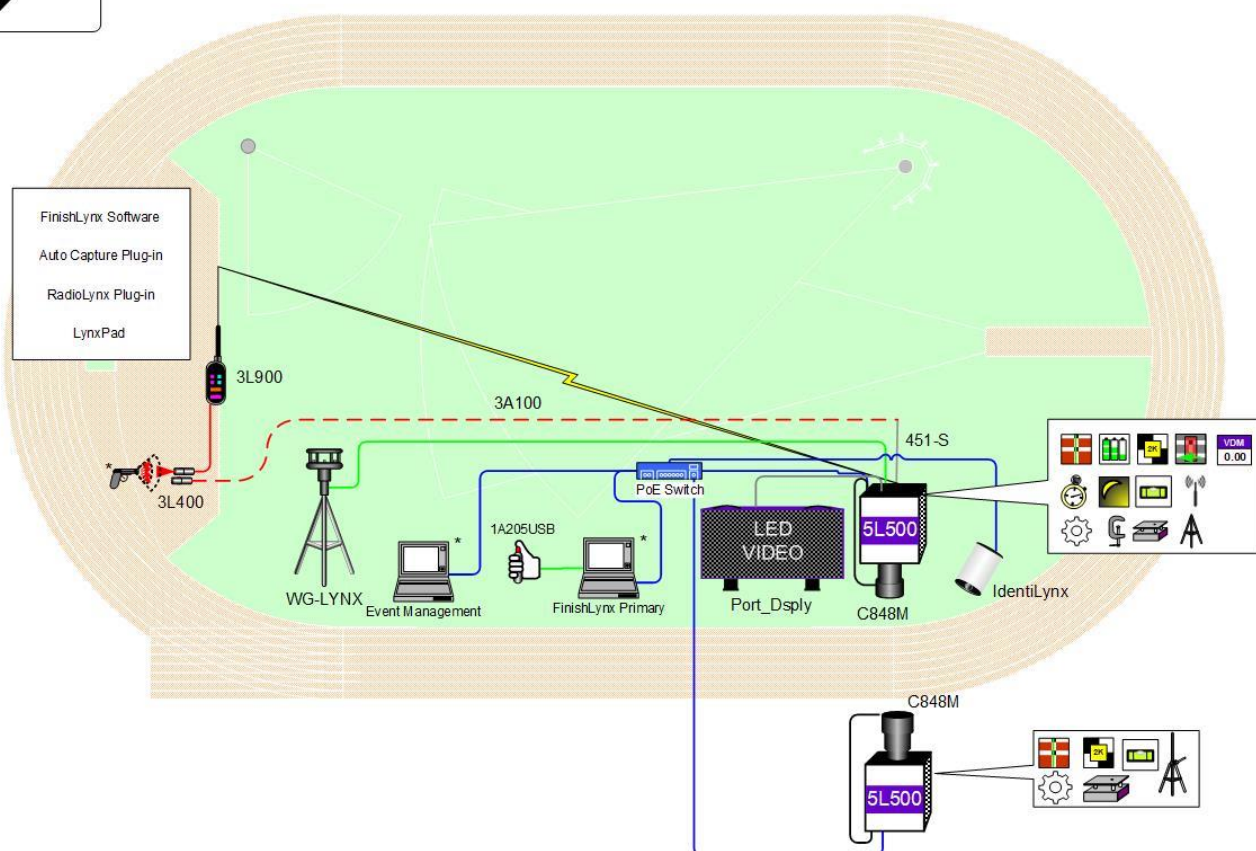 FinishLynx Software
Auto Capture Plug-in
RadioLynx Plug-in
LynxPad
3L900
3A100
451-S
*
3L400
PoE Switch
VDM
0.00
2K
1A205USB
*
*
LED
VIDEO
5L500
WG-LYNX
Event Management
FinishLynx Primary
Port_Dsply
C848M
IdentiLynx
C848M
2K
5L500